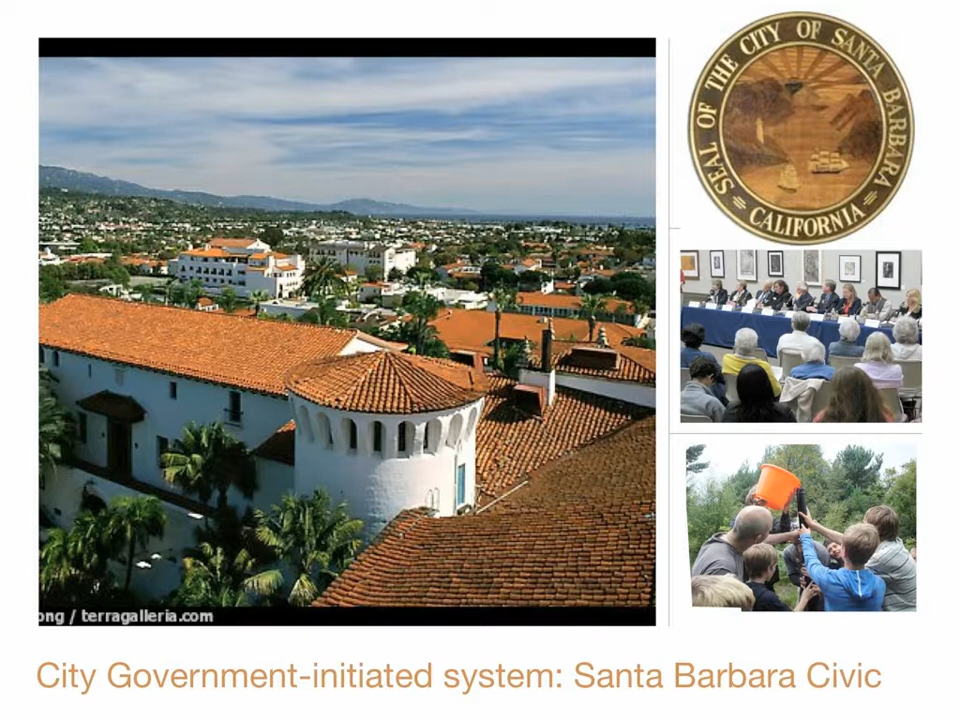 SEAL OF THE CITY OF SANTA BARBARA
CALIFORNIA
ong / terragalleria.com
City Government-initiated system: Santa Barbara Civic